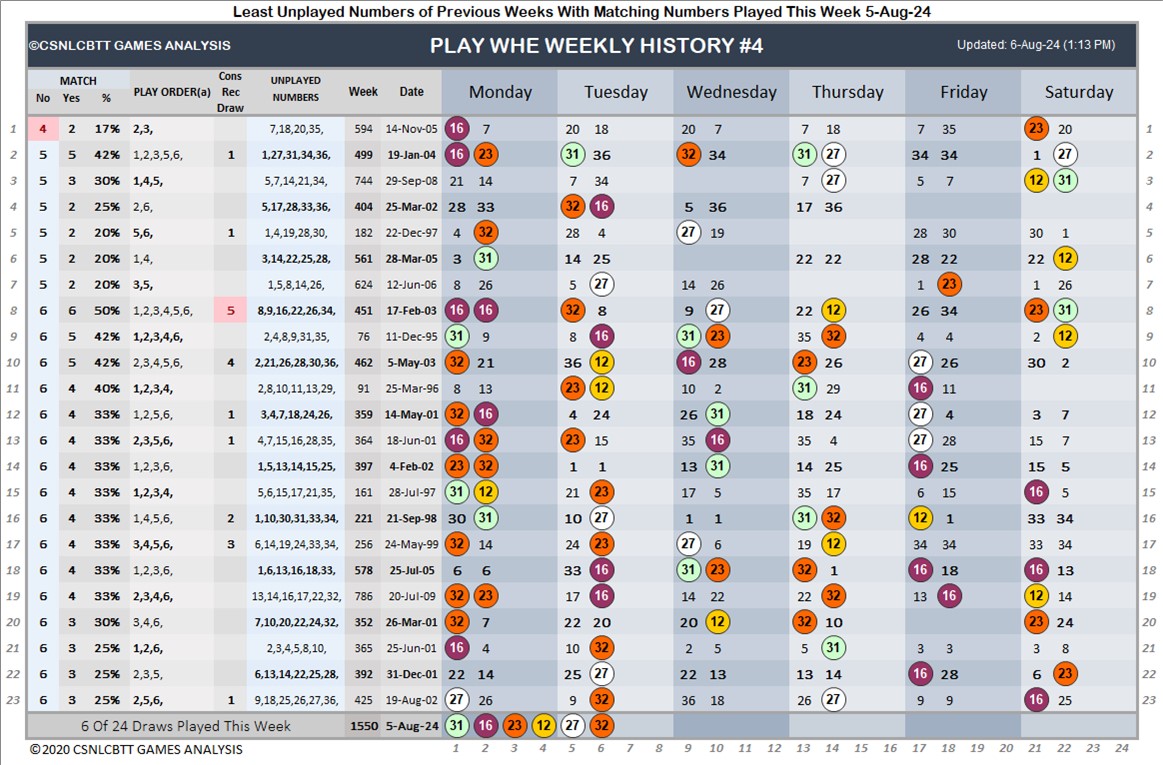 Least Unplayed Numbers of Previous Weeks With Matching Numbers Played This Week 5-Aug-24
©CSNLCBTT GAMES ANALYSIS PLAY WHE WEEKLY HISTORY #4 Updated: 6-Aug-24 (1:13 PM)
MATCH
No Yes % PLAY ORDER(a) Cons Rec Draw UNPLAYED NUMBERS Week Date Monday Tuesday Wednesday Thursday Friday Saturday
1 4 2 17% 2,3, 7,18,20,35, 594 14-Nov-05 16 7 20 18 20 7 7 18 7 35 23 20 1
2 5 5 42% 1,2,3,5,6, 1 1,27,31,34,36, 499 19-Jan-04 16 23 31 36 32 34 31 27 34 34 1 27 2
3 5 3 30% 1,4,5, 5,7,14,21,34, 744 29-Sep-08 21 14 7 34 7 27 5 7 12 31 3
4 5 2 25% 2,6, 5,17,28,33,36, 404 25-Mar-02 28 33 32 16 5 36 17 36 4
5 5 2 20% 5,6, 1 1,4,19,28,30, 182 22-Dec-97 4 32 28 4 27 19 28 30 30 1 5
6 5 2 20% 1,4, 3,14,22,25,28, 561 28-Mar-05 3 31 14 25 22 22 28 22 22 12 6
7 5 2 20% 3,5, 1,5,8,14,26, 624 12-Jun-06 8 26 5 27 14 26 1 23 1 26 7
8 6 6 50% 1,2,3,4,5,6, 5 8,9,16,22,26,34, 451 17-Feb-03 16 16 32 8 9 27 22 12 26 34 23 31 8
9 6 5 42% 1,2,3,4,6, 2,4,8,9,31,35, 76 11-Dec-95 31 9 8 16 31 23 35 32 4 4 2 12 9
10 6 5 42% 2,3,4,5,6, 4 2,21,26,28,30,36, 462 5-May-03 32 21 36 12 16 28 23 26 27 26 30 2 10
11 6 4 40% 1,2,3,4, 2,8,10,11,13,29, 91 25-Mar-96 8 13 23 12 10 2 31 29 16 11 11
12 6 4 33% 1,2,5,6, 1 3,4,7,18,24,26, 359 14-May-01 32 16 4 24 26 31 18 24 27 4 3 7 12
13 6 4 33% 2,3,5,6, 1 4,7,15,16,28,35, 364 18-Jun-01 16 32 23 15 35 16 35 4 27 28 15 7 13
14 6 4 33% 1,2,3,6, 1,5,13,14,15,25, 397 4-Feb-02 23 32 1 1 13 31 14 25 16 25 15 5 14
15 6 4 33% 1,2,3,4, 5,6,15,17,21,35, 161 28-Jul-97 31 12 21 23 17 5 35 17 6 15 16 5 15
16 6 4 33% 1,4,5,6, 2 1,10,30,31,33,34, 221 21-Sep-98 30 31 10 27 1 1 31 32 12 1 33 34 16
17 6 4 33% 3,4,5,6, 3 6,14,19,24,33,34, 256 24-May-99 32 14 24 23 27 6 19 12 34 34 33 34 17
18 6 4 33% 1,2,3,6, 1,6,13,16,18,33, 578 25-Jul-05 6 6 33 16 31 23 32 1 16 18 16 13 18
19 6 4 33% 2,3,4,6, 13,14,16,17,22,32, 786 20-Jul-09 32 23 17 16 14 22 22 32 13 16 12 14 19
20 6 3 30% 3,4,6, 7,10,20,22,24,32, 352 26-Mar-01 32 7 22 20 20 12 32 10 23 24 20
21 6 3 25% 1,2,6, 2,3,4,5,8,10, 365 25-Jun-01 16 4 10 32 2 5 5 31 3 3 3 8 21
22 6 3 25% 2,3,5, 6,13,14,22,25,28, 392 31-Dec-01 22 14 25 27 22 13 13 14 16 28 6 23 22
23 6 3 25% 2,5,6, 1 9,18,25,26,27,36, 425 19-Aug-02 27 26 9 32 36 18 26 27 9 9 16 25 23
6 Of 24 Draws Played This Week 1550 5-Aug-24 31 16 23 12 27 32
© 2020 CSNLCBTT GAMES ANALYSIS 1 2 3 4 5 6 7 8 9 10 11 12 13 14 15 16 17 18 19 20 21 22 23 24